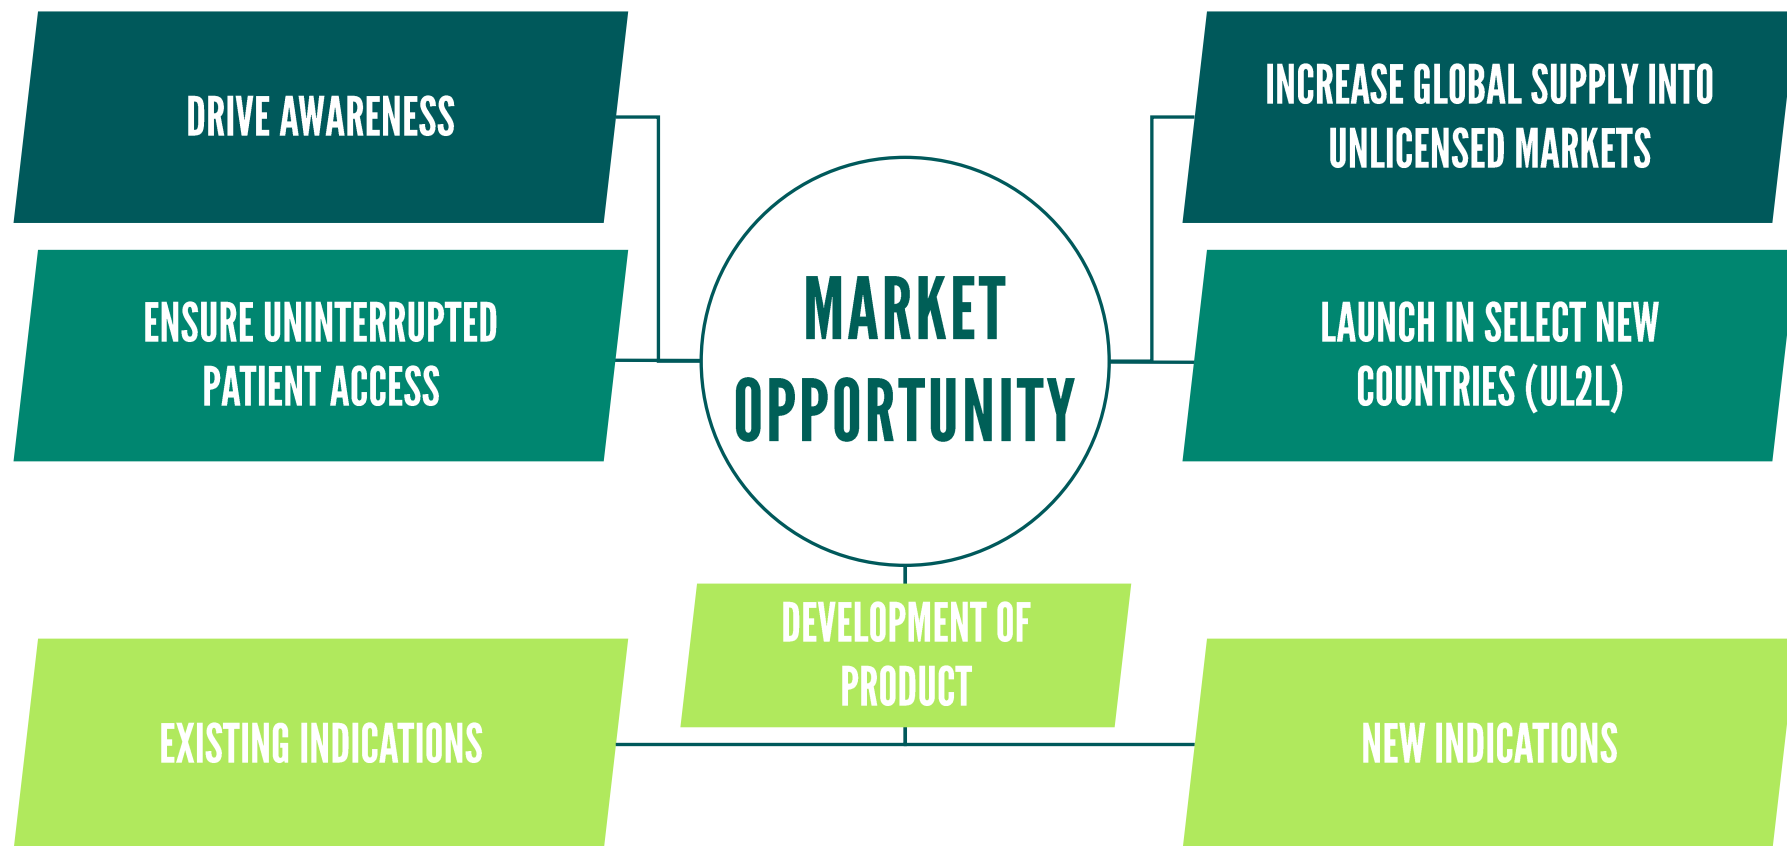 DRIVE AWARENESS
INCREASE GLOBAL SUPPLY INTO
UNLICENSED MARKETS
ENSURE UNINTERRUPTED
PATIENT ACCESS
MARKET
OPPORTUNITY
LAUNCH IN SELECT NEW
COUNTRIES (UL2L)
DEVELOPMENT OF
PRODUCT
EXISTING INDICATIONS
NEW INDICATIONS